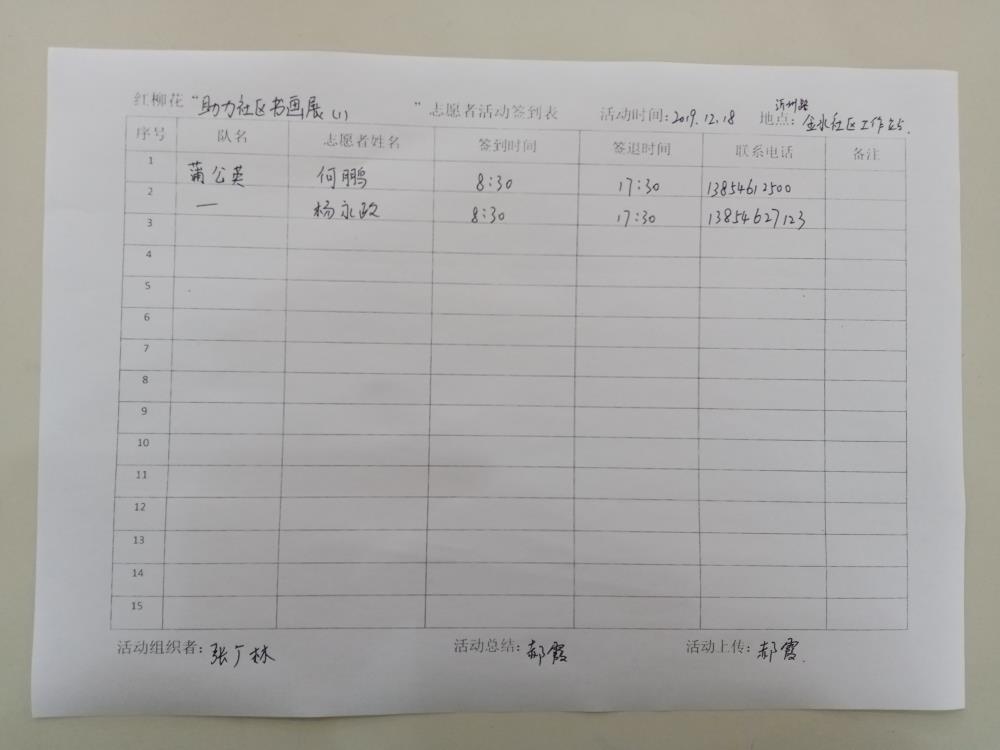 红柳花“助力社区书画展(1)”志愿者活动签到表 活动时间:2019.12.18 地点:沂州路金水社区工作站.
序号 队名 志愿者姓名 签到时间 签退时间 联系电话 备注
1 蒲公英 何鹏 8:30 17:30 13854612500
2 一 杨永政 8:30 17:30 13854627123
3
4
5
6
7
8
9
10
11
12
13
14
15
活动组织者:张广林 活动总结:郝霞 活动上传:郝霞.